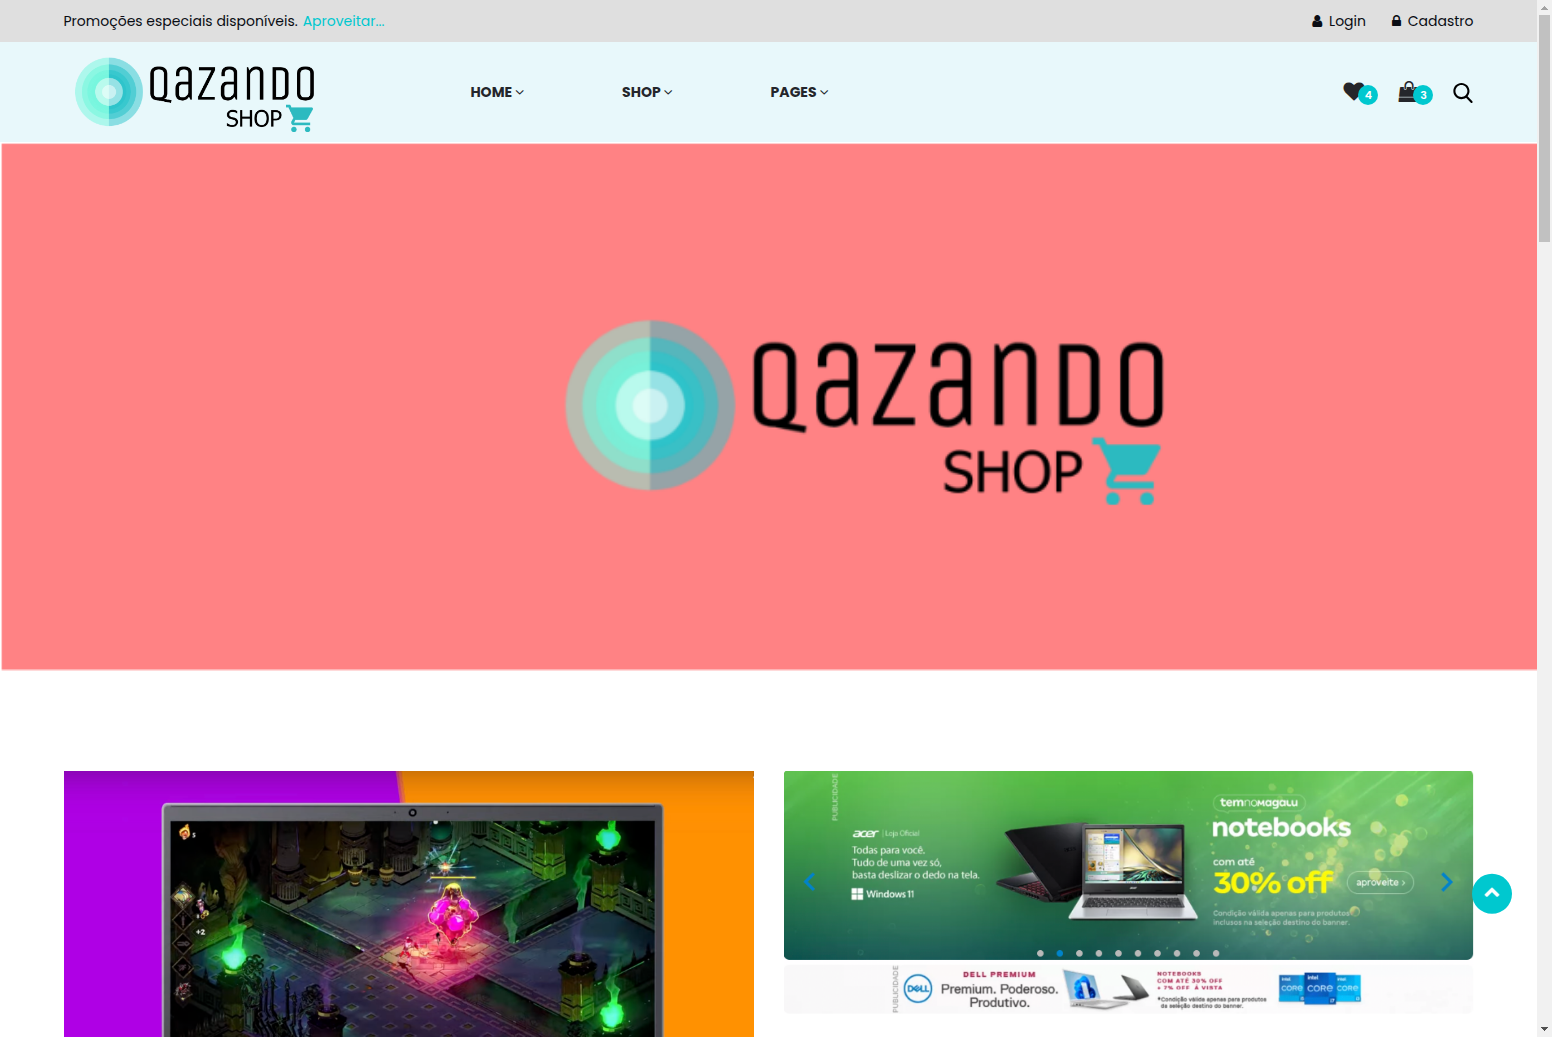 Promoções especiais disponíveis. Aproveitar...
Login
Cadastro
QAZANDO
SHOP
HOME
SHOP
PAGES
4
3
QAZANDO
SHOP
5
+2
PUBLICIDADE
acer | Loja Oficial
Todas para você.
Tudo de uma vez só,
basta deslizar o dedo na tela.
Windows 11
temnomagalu
notebooks
com até
30% off
aproveite >
Condição válida apenas para produtos
inclusos na seleção destino do banner.
PUBLICIDADE
DELL
DELL PREMIUM
Premium. Poderoso.
Produtivo.
NOTEBOOKS
COM ATÉ 30% OFF
+ 7% OFF À VISTA
*Condição válida apenas para produtos
da seleção destino do banner.
intel
CORE
intel
CORE
i7
intel
CORE